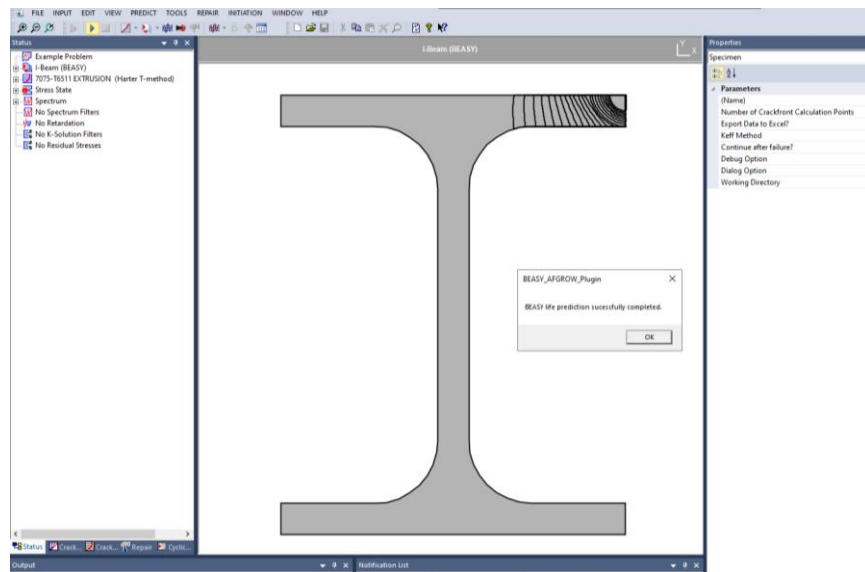 FILE INPUT EDIT VIEW PREDICT TOOLS REPAIR INITIATION WINDOW HELP
Status
Example Problem
I-Beam (BEASY)
7075-T6511 EXTRUSION (Harter T-method)
Stress State
Spectrum
No Spectrum Filters
No Retardation
No K-Solution Filters
No Residual Stresses
Status Crack... Crack... Repair Cyclic...
I-Beam (BEASY)
Y
X
BEASY_AFGROW_Plugin
BEASY life prediction sucessfully completed.
OK
Properties
Specimen
Parameters
(Name)
Number of Crackfront Calculation Points
Export Data to Excel?
Keff Method
Continue after failure?
Debug Option
Dialog Option
Working Directory
Output
Notification List